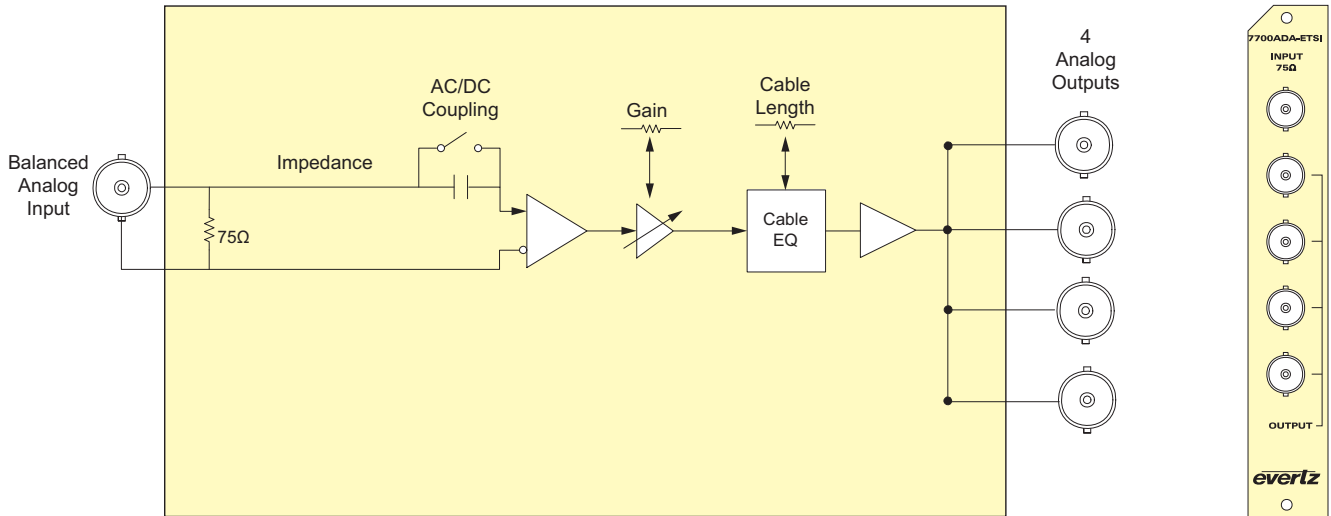 Balanced
Analog
Input
75Ω
Impedance
AC/DC
Coupling
Gain
Cable
Length
Cable
EQ
4
Analog
Outputs
7700ADA-ETSI
INPUT
75Ω
OUTPUT
evertz